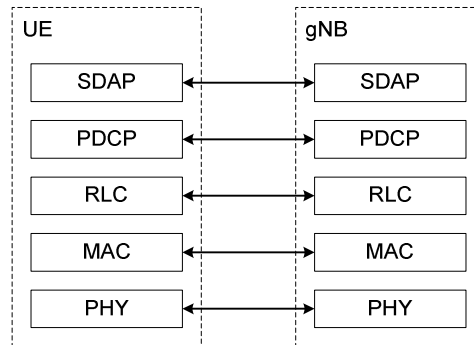 UE gNB
SDAP SDAP
PDCP PDCP
RLC RLC
MAC MAC
PHY PHY